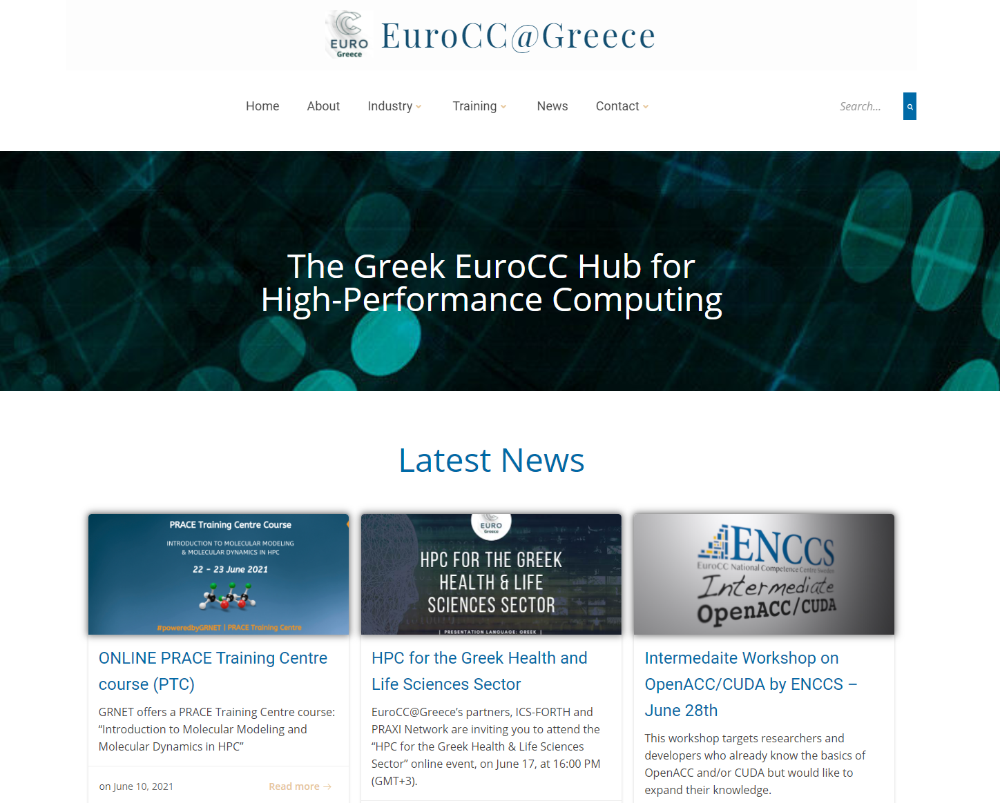 EURO
Greece
EuroCC@Greece
Home
About
Industry
Training
News
Contact
Search...
The Greek EuroCC Hub for
High-Performance Computing
Latest News
PRACE Training Centre Course
INTRODUCTION TO MOLECULAR MODELING
& MOLECULAR DYNAMICS IN HPC
22 - 23 June 2021
#poweredbyGRNET | PRACE Training Centre
ONLINE PRACE Training Centre
course (PTC)
GRNET offers a PRACE Training Centre course:
“Introduction to Molecular Modeling and
Molecular Dynamics in HPC”
on June 10, 2021
Read more
EURO
Greece
HPC FOR THE GREEK
HEALTH & LIFE
SCIENCES SECTOR
| PRESENTATION LANGUAGE: GREEK |
HPC for the Greek Health and
Life Sciences Sector
EuroCC@Greece’s partners, ICS-FORTH and
PRAXI Network are inviting you to attend the
“HPC for the Greek Health & Life Sciences
Sector” online event, on June 17, at 16:00 PM
(GMT+3).
ENCCS
EuroCC National Competence Centre Sweden
Intermediate
OpenACC/CUDA
Intermedaite Workshop on
OpenACC/CUDA by ENCCS –
June 28th
This workshop targets researchers and
developers who already know the basics of
OpenACC and/or CUDA but would like to
expand their knowledge.